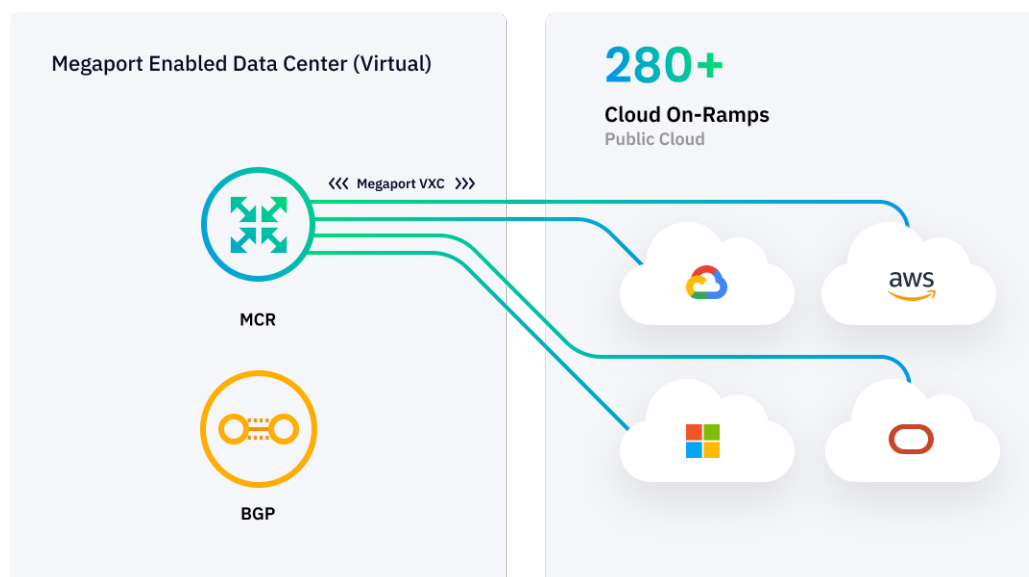 Megaport Enabled Data Center (Virtual)
280+
Cloud On-Ramps
Public Cloud
<<< Megaport VXC >>>
aws
MCR
BGP